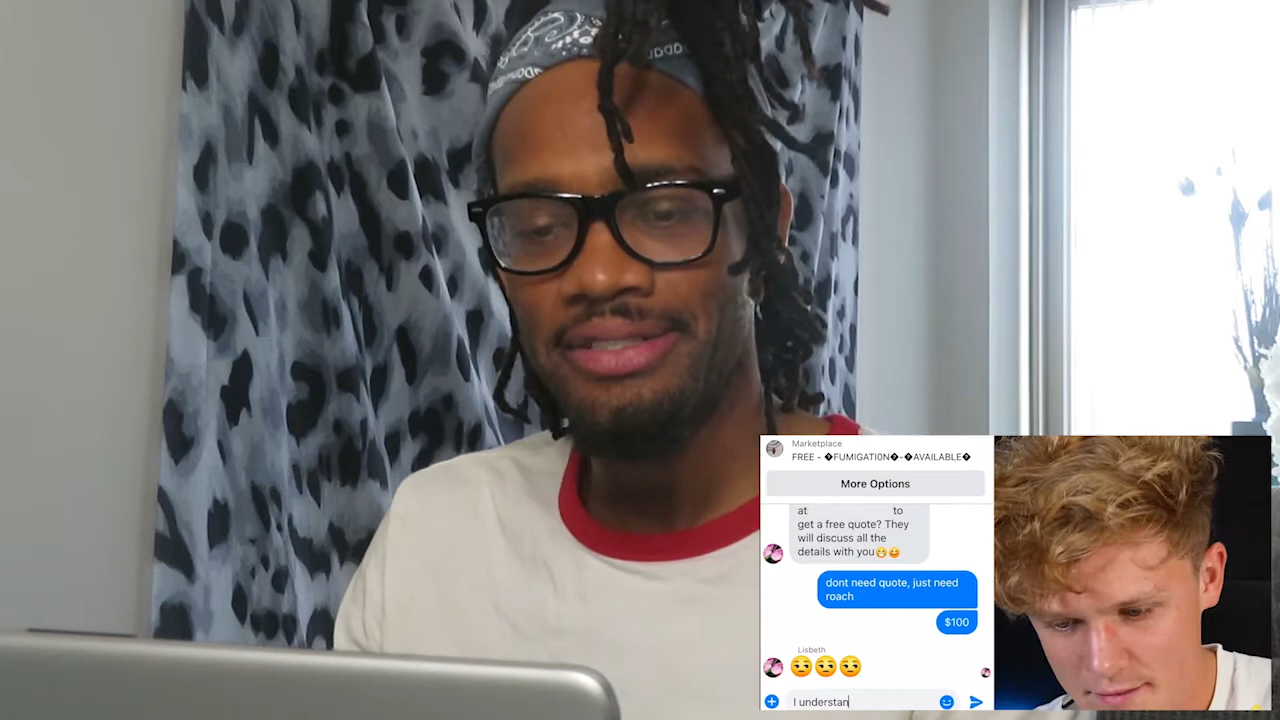 Marketplace
FREE - �FUMIGATI0N�-�AVAILABLE�
More Options
at to
get a free quote? They
will discuss all the
details with you😁😄
dont need quote, just need
roach
$100
Lisbeth
😒😒😒
I understan